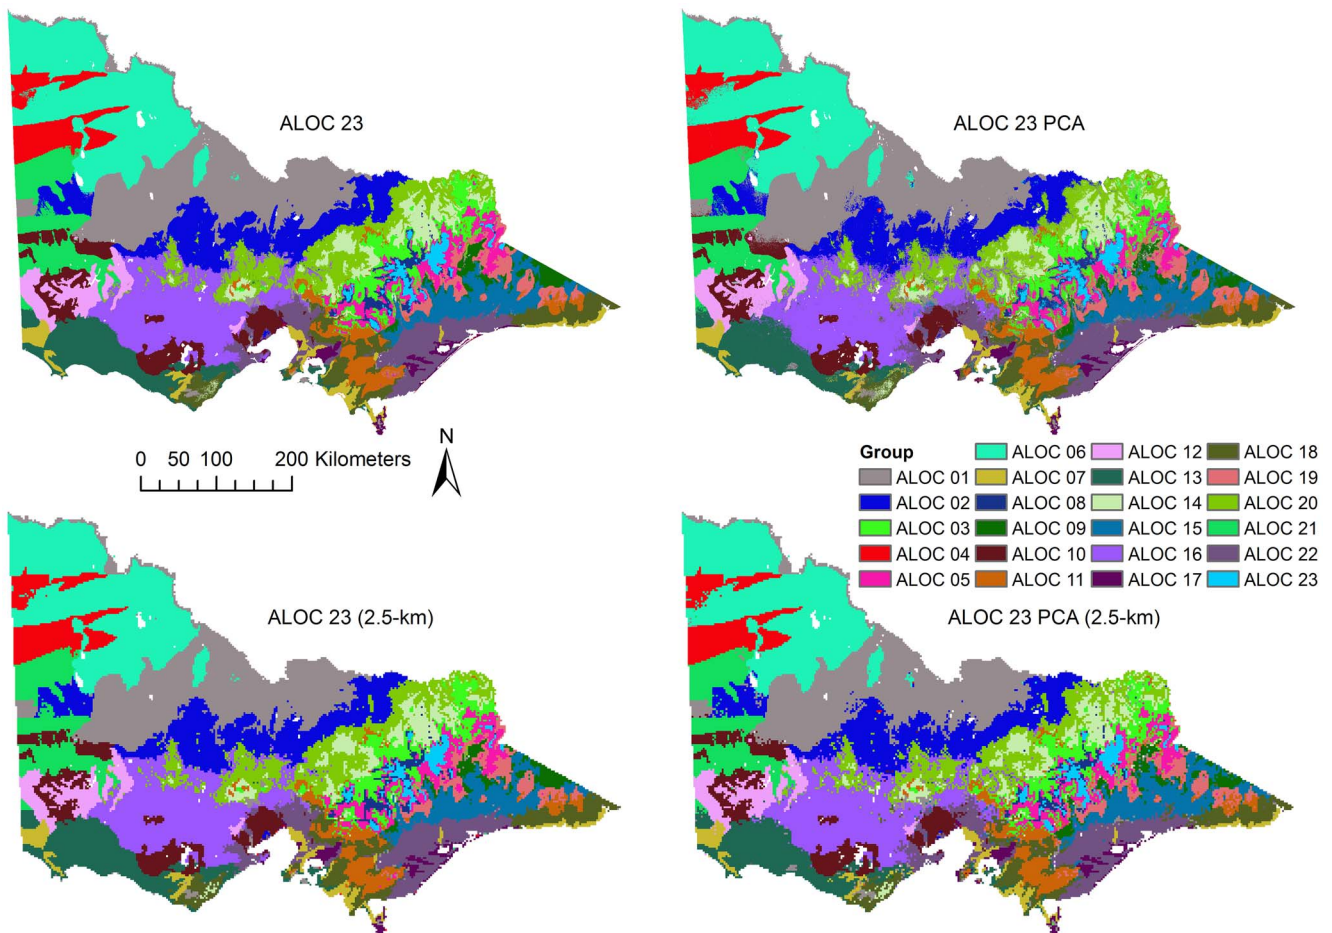 ALOC 23
ALOC 23 PCA
N
0 50 100 200 Kilometers
Group
ALOC 01
ALOC 02
ALOC 03
ALOC 04
ALOC 05
ALOC 06
ALOC 07
ALOC 08
ALOC 09
ALOC 10
ALOC 11
ALOC 12
ALOC 13
ALOC 14
ALOC 15
ALOC 16
ALOC 17
ALOC 18
ALOC 19
ALOC 20
ALOC 21
ALOC 22
ALOC 23
ALOC 23 (2.5-km)
ALOC 23 PCA (2.5-km)